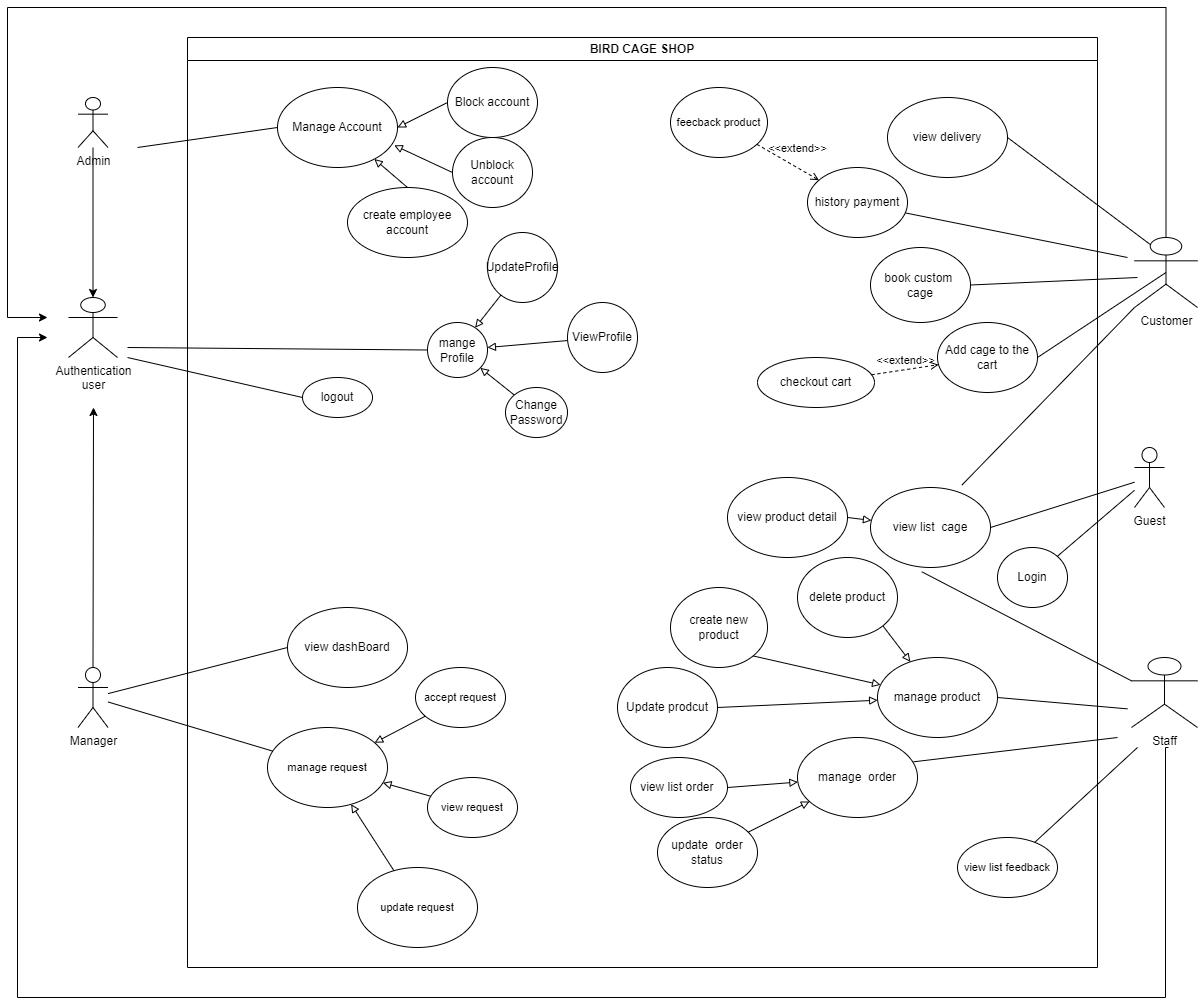 BIRD CAGE SHOP
Admin
Manage Account
Block account
Unblock
account
create employee
account
feecback product
<<extend>>
view delivery
history payment
book custom
cage
Customer
UpdateProfile
mange
Profile
ViewProfile
Change
Password
Authentication
user
logout
Add cage to the
cart
<<extend>>
checkout cart
view product detail
view list  cage
Guest
Login
delete product
create new
product
Update prodcut
manage product
Staff
view dashBoard
accept request
Manager
manage request
view request
update request
view list order
manage  order
update  order
status
view list feedback